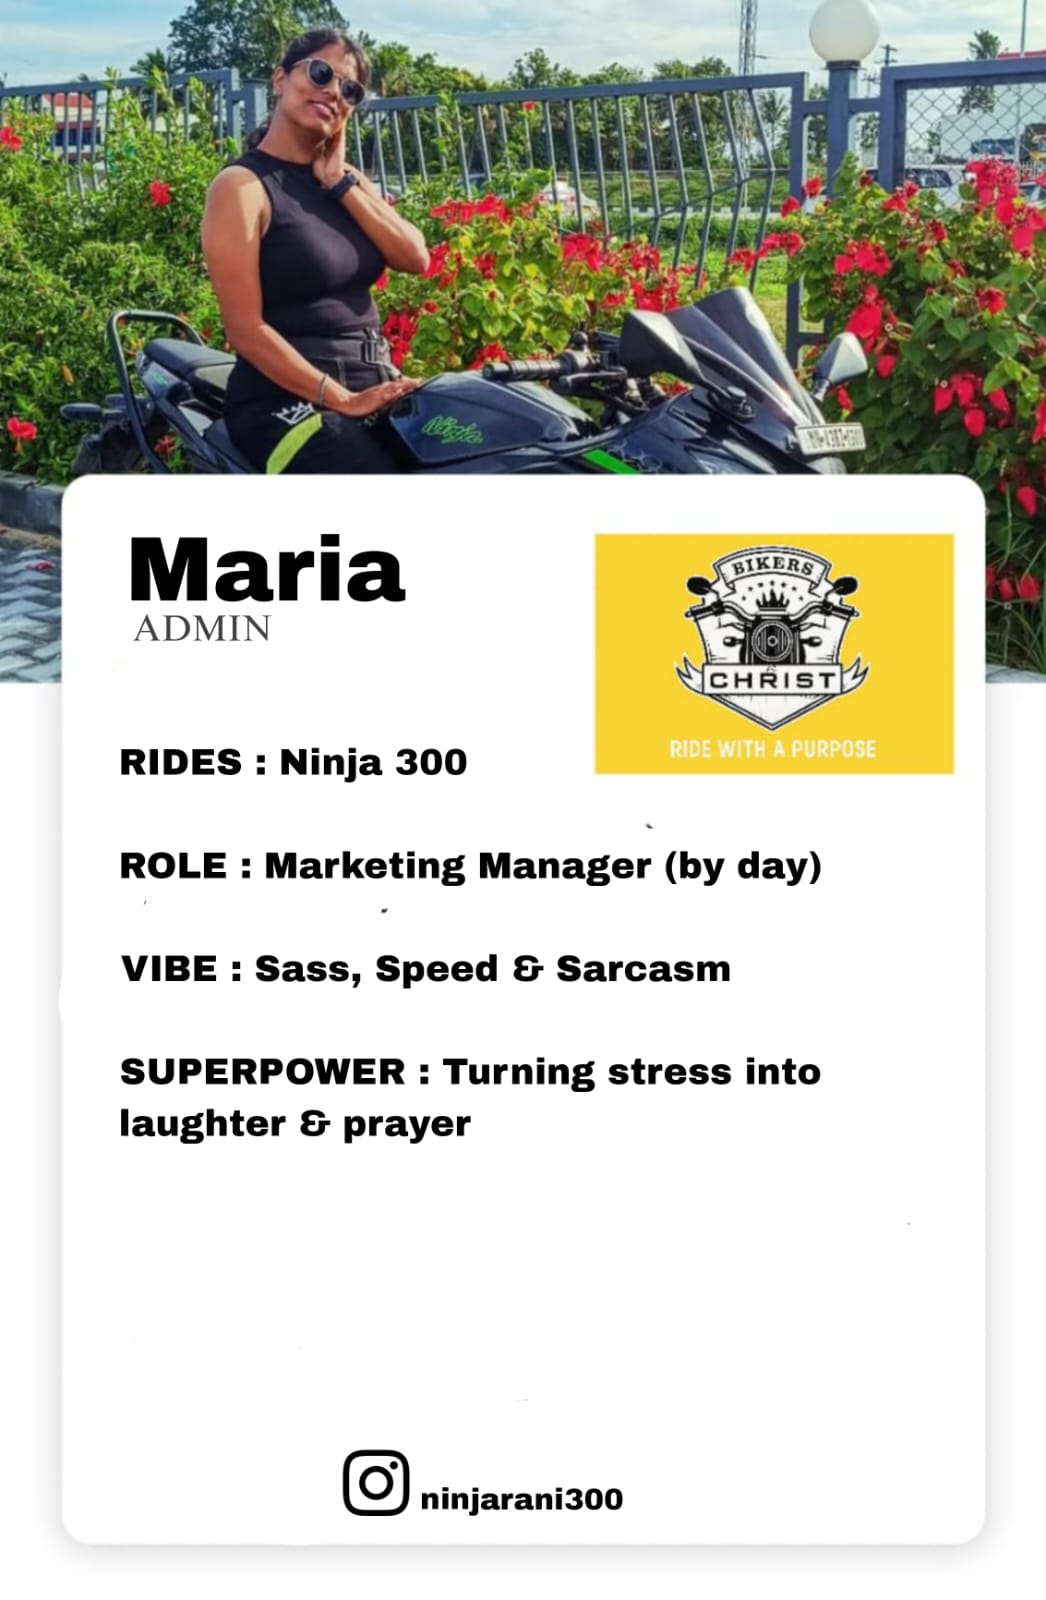 Ninja
Maria
ADMIN
BIKERS
CHRIST
RIDE WITH A PURPOSE
RIDES : Ninja 300
ROLE : Marketing Manager (by day)
VIBE : Sass, Speed & Sarcasm
SUPERPOWER : Turning stress into
laughter & prayer
ninjarani300